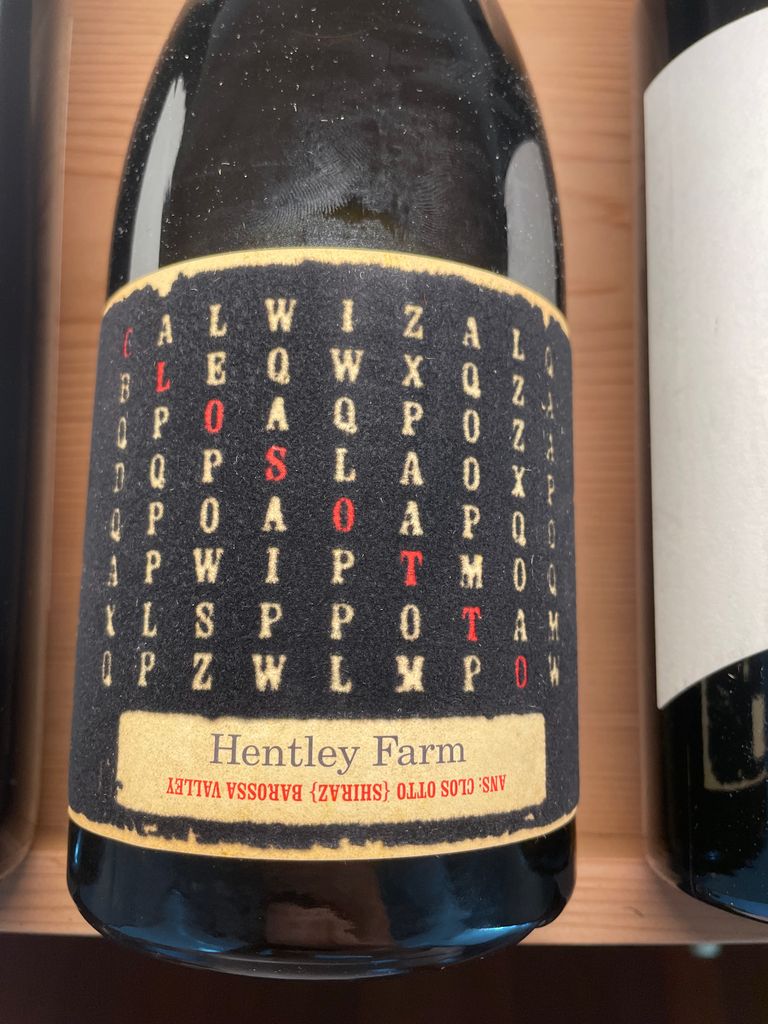 C A L W I Z A L Q
B L E Q W X Q Z A
Q P O A Q P O Z A
D Q P S L A O X P
Q P O A O A P Q O
A P W I P T M O Q
X L S P P O T A M
Q P Z W L M P O W
Hentley Farm
ANS: CLOS OTTO {SHIRAZ} BAROSSA VALLEY